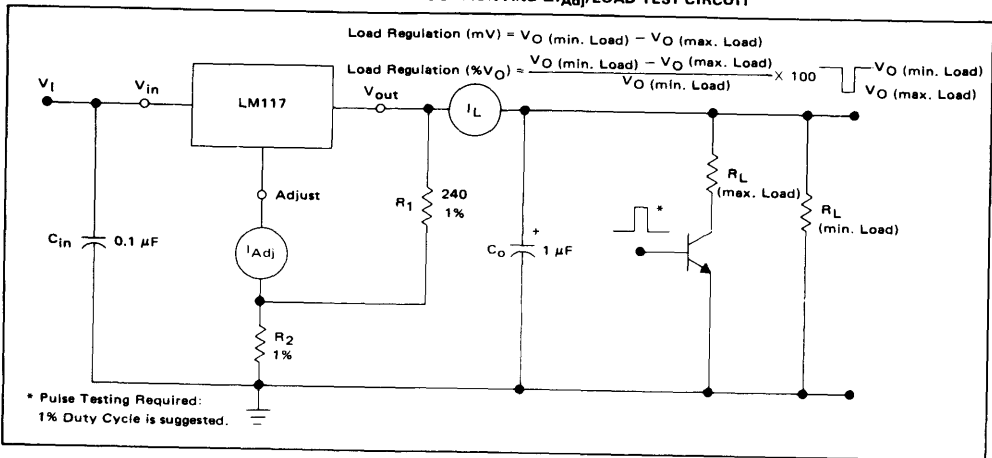 Load Regulation (mV) = VO (min. Load) − VO (max. Load)
Load Regulation (%VO) = VO (min. Load) − VO (max. Load) / VO (min. Load) X 100
VO (min. Load)
VO (max. Load)
VI
Vin
LM117
Vout
IL
Adjust
R1
240
1%
RL
(max. Load)
RL
(min. Load)
*
Cin
0.1 µF
IAdj
+
Co
1 µF
R2
1%
* Pulse Testing Required:
1% Duty Cycle is suggested.
/LOAD TEST CIRCUIT